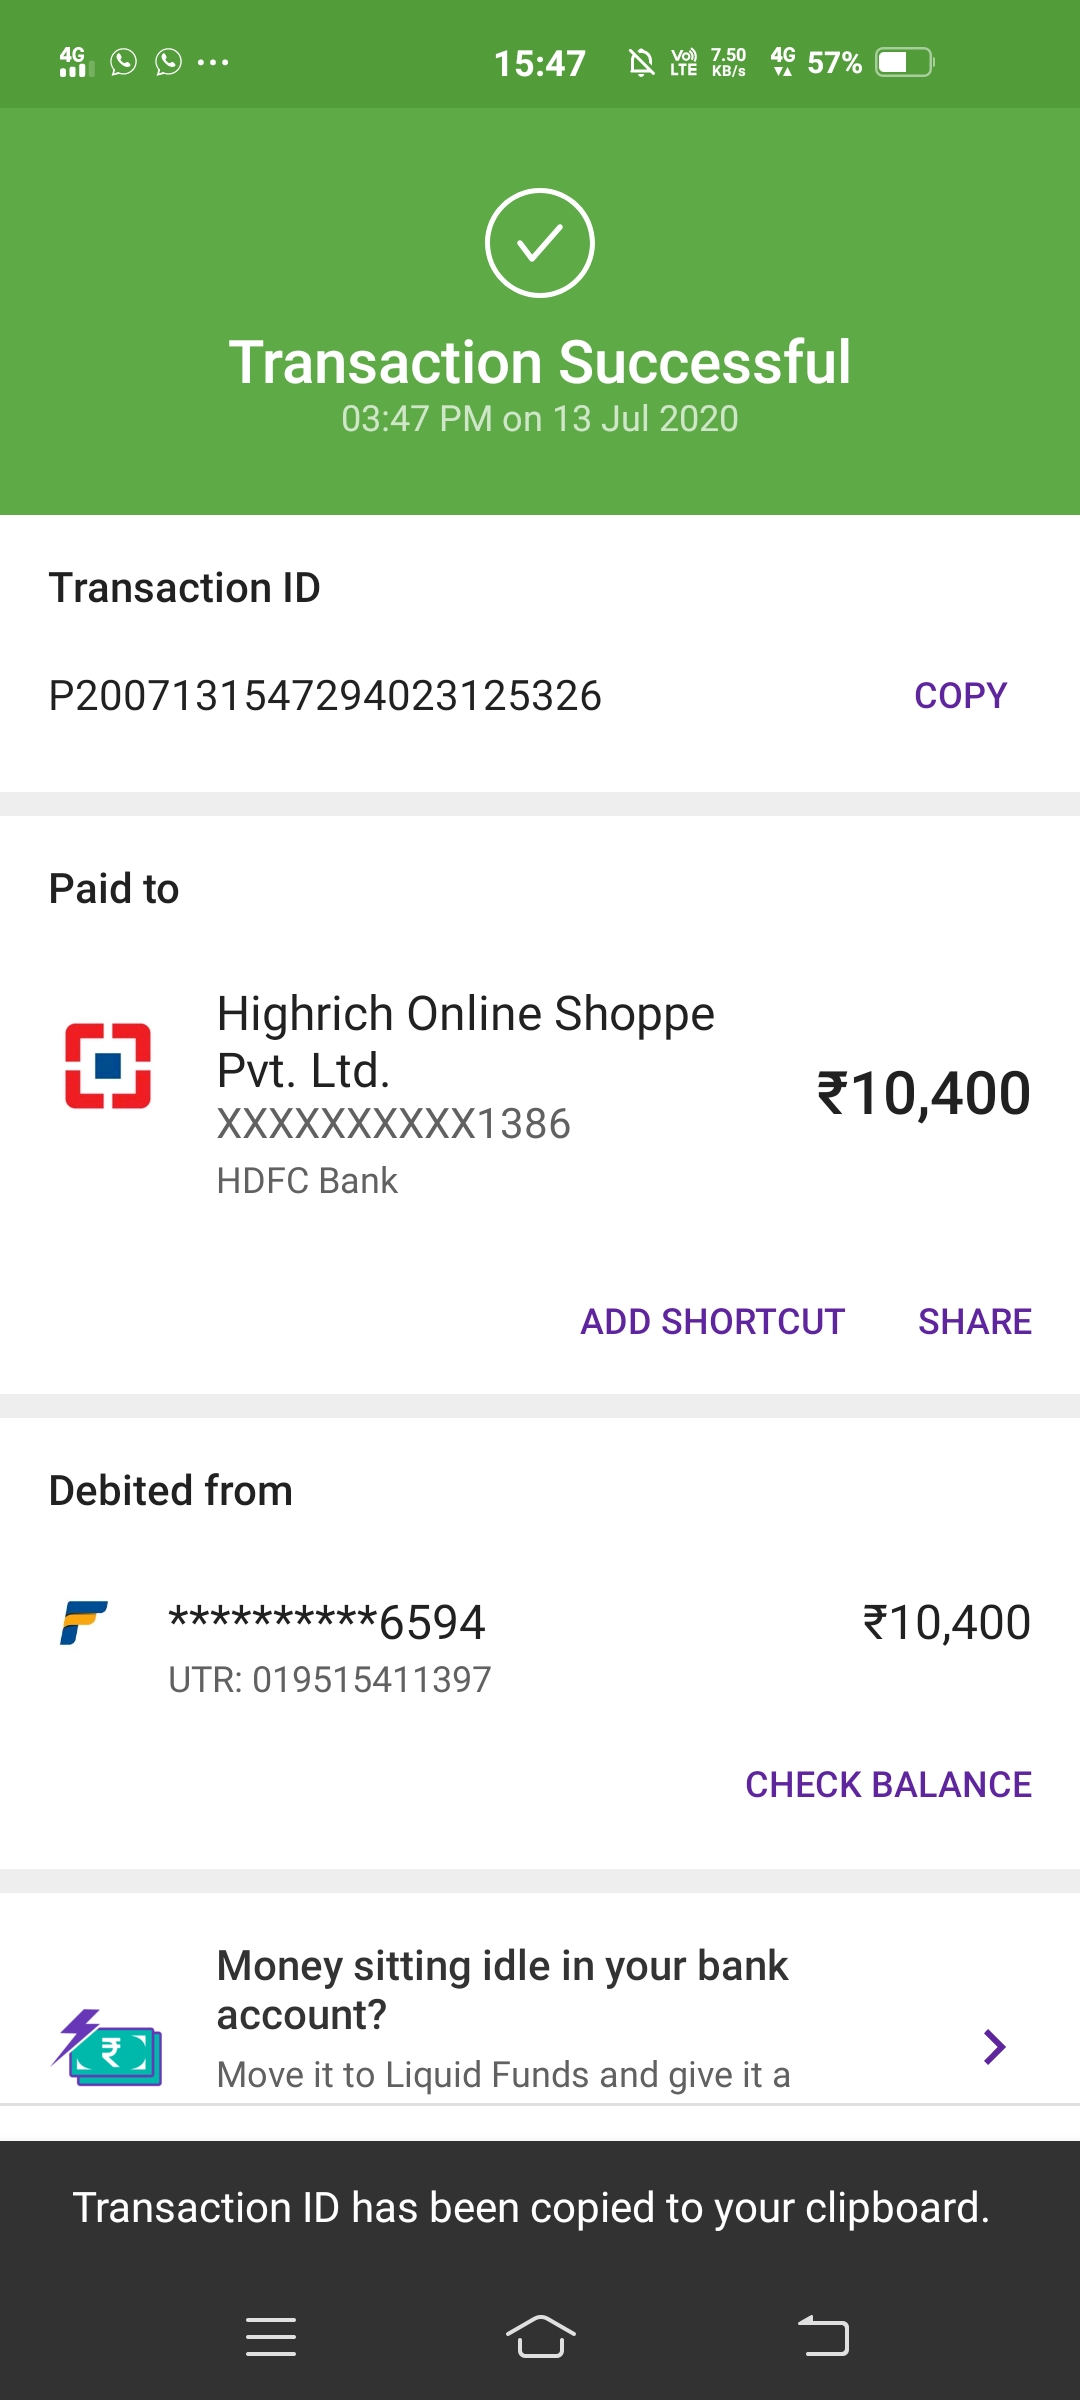 4G 15:47 Vo)) LTE 7.50 KB/s 4G 57%
Transaction Successful
03:47 PM on 13 Jul 2020
Transaction ID
P2007131547294023125326 COPY
Paid to
Highrich Online Shoppe
Pvt. Ltd.
₹10,400
XXXXXXXXXX1386
HDFC Bank
ADD SHORTCUT SHARE
Debited from
**********6594 ₹10,400
UTR: 019515411397
CHECK BALANCE
Money sitting idle in your bank
account?
Move it to Liquid Funds and give it a
Transaction ID has been copied to your clipboard.